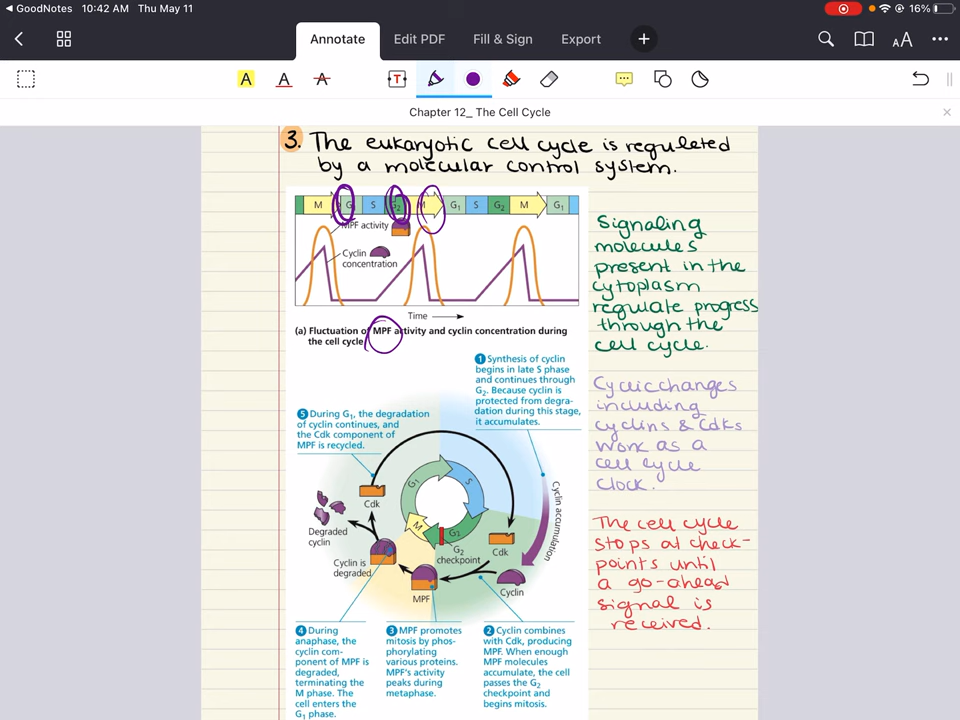 GoodNotes 10:42 AM Thu May 11 16%
Annotate Edit PDF Fill & Sign Export
A A A T
Chapter 12_ The Cell Cycle
3. The eukaryotic cell cycle is regulated
by a molecular control system.
M G1 S G2 M G1 S G2 M G1
MPF activity
Cyclin
concentration
Time
(a) Fluctuation of MPF activity and cyclin concentration during
the cell cycle
Signaling
molecules
present in the
cytoplasm
regulate progress
through the
cell cycle.
1 Synthesis of cyclin
begins in late S phase
and continues through
G2. Because cyclin is
protected from degra-
dation during this stage,
it accumulates.
5 During G1, the degradation
of cyclin continues, and
the Cdk component of
MPF is recycled.
Cyclic changes
including
cyclins & Cdks
work as a
cell cycle
clock.
G1
S
G2
M
Cdk
Degraded
cyclin
Cyclin is
degraded
MPF
G2
checkpoint
Cdk
Cyclin
Cyclin accumulation
The cell cycle
stops at check-
points until
a go-ahead
signal is
received.
4 During
anaphase, the
cyclin com-
ponent of MPF is
degraded,
terminating the
M phase. The
cell enters the
G1 phase.
3 MPF promotes
mitosis by phos-
phorylating
various proteins.
MPF's activity
peaks during
metaphase.
2 Cyclin combines
with Cdk, producing
MPF. When enough
MPF molecules
accumulate, the cell
passes the G2
checkpoint and
begins mitosis.